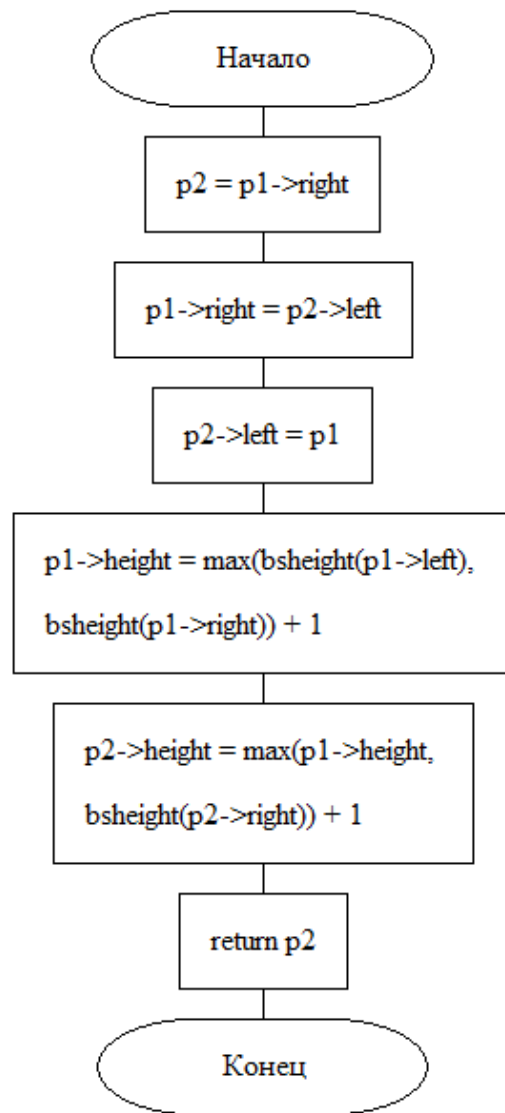 Начало
p2 = p1->right
p1->right = p2->left
p2->left = p1
p1->height = max(bsheight(p1->left),
bsheight(p1->right)) + 1
p2->height = max(p1->height,
bsheight(p2->right)) + 1
return p2
Конец